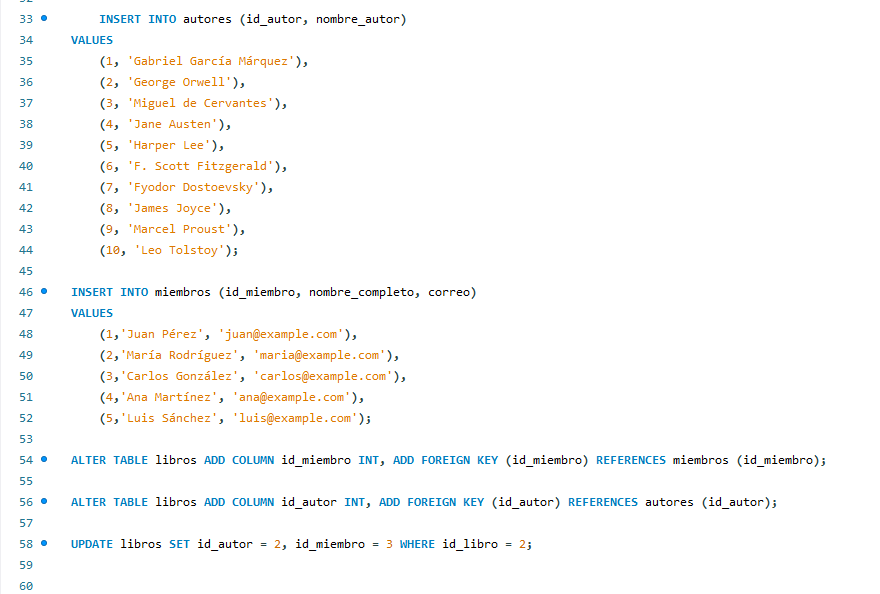 33 INSERT INTO autores (id_autor, nombre_autor)
34 VALUES
35 (1, 'Gabriel García Márquez'),
36 (2, 'George Orwell'),
37 (3, 'Miguel de Cervantes'),
38 (4, 'Jane Austen'),
39 (5, 'Harper Lee'),
40 (6, 'F. Scott Fitzgerald'),
41 (7, 'Fyodor Dostoevsky'),
42 (8, 'James Joyce'),
43 (9, 'Marcel Proust'),
44 (10, 'Leo Tolstoy');
45
46 INSERT INTO miembros (id_miembro, nombre_completo, correo)
47 VALUES
48 (1,'Juan Pérez', 'juan@example.com'),
49 (2,'María Rodríguez', 'maria@example.com'),
50 (3,'Carlos González', 'carlos@example.com'),
51 (4,'Ana Martínez', 'ana@example.com'),
52 (5,'Luis Sánchez', 'luis@example.com');
53
54 ALTER TABLE libros ADD COLUMN id_miembro INT, ADD FOREIGN KEY (id_miembro) REFERENCES miembros (id_miembro);
55
56 ALTER TABLE libros ADD COLUMN id_autor INT, ADD FOREIGN KEY (id_autor) REFERENCES autores (id_autor);
57
58 UPDATE libros SET id_autor = 2, id_miembro = 3 WHERE id_libro = 2;
59
60